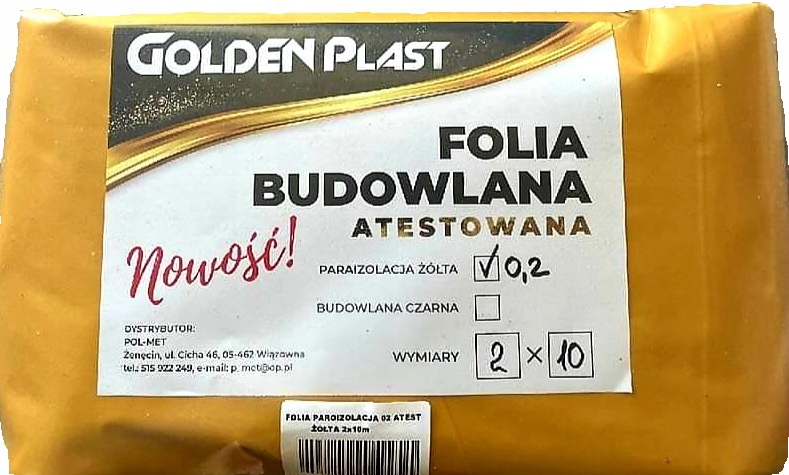 GOLDEN PLAST
FOLIA
BUDOWLANA
ATESTOWANA
Nowość!
PARAIZOLACJA ŻÓŁTA ✓ 0,2
BUDOWLANA CZARNA
WYMIARY 2 × 10
DYSTRYBUTOR:
POL-MET
Żenęcin, ul. Cicha 46, 05-462 Wiązowna
tel.: 515 922 249, e-mail: p_met@op.pl
FOLIA PAROIZOLACJA 02 ATEST
ŻÓŁTA 2x10m